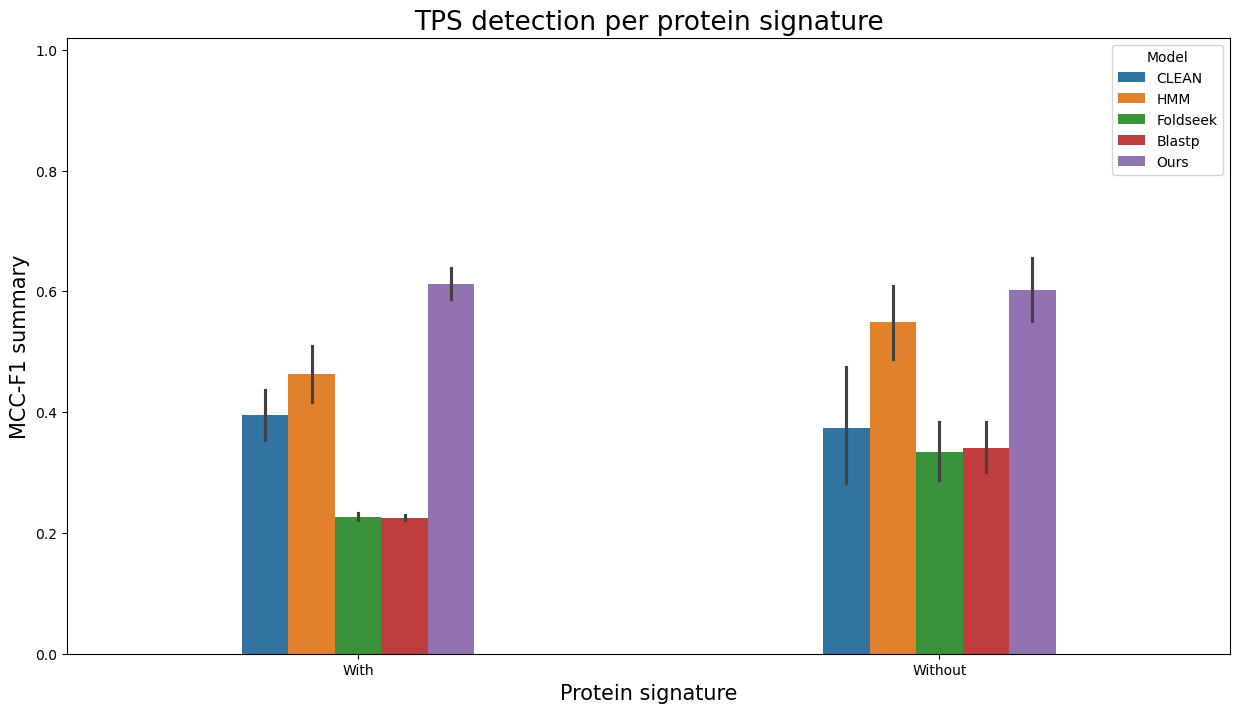 TPS detection per protein signature
MCC-F1 summary
1.0
0.8
0.6
0.4
0.2
0.0
Model
CLEAN
HMM
Foldseek
Blastp
Ours
With
Without
Protein signature